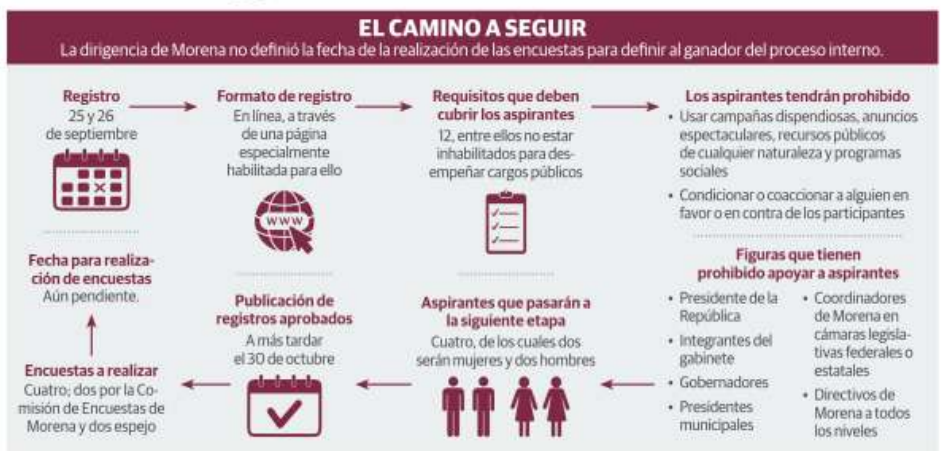 EL CAMINO A SEGUIR
La dirigencia de Morena no definió la fecha de la realización de las encuestas para definir al ganador del proceso interno.
Registro
25 y 26
de septiembre
Formato de registro
En línea, a través
de una página
especialmente
habilitada para ello
WWW
Requisitos que deben
cubrir los aspirantes
12, entre ellos no estar
inhabilitados para des-
empeñar cargos públicos
Los aspirantes tendrán prohibido
• Usar campañas dispendiosas, anuncios
espectaculares, recursos públicos
de cualquier naturaleza y programas
sociales
• Condicionar o coaccionar a alguien en
favor o en contra de los participantes
Figuras que tienen
prohibido apoyar a aspirantes
• Presidente de la
República
• Integrantes del
gabinete
• Gobernadores
• Presidentes
municipales
• Coordinadores
de Morena en
cámaras legisla-
tivas federales o
estatales
• Directivos de
Morena a todos
los niveles
Aspirantes que pasarán a
la siguiente etapa
Cuatro, de los cuales dos
serán mujeres y dos hombres
Publicación de
registros aprobados
A más tardar
el 30 de octubre
Encuestas a realizar
Cuatro; dos por la Co-
misión de Encuestas de
Morena y dos espejo
Fecha para realiza-
ción de encuestas
Aún pendiente.